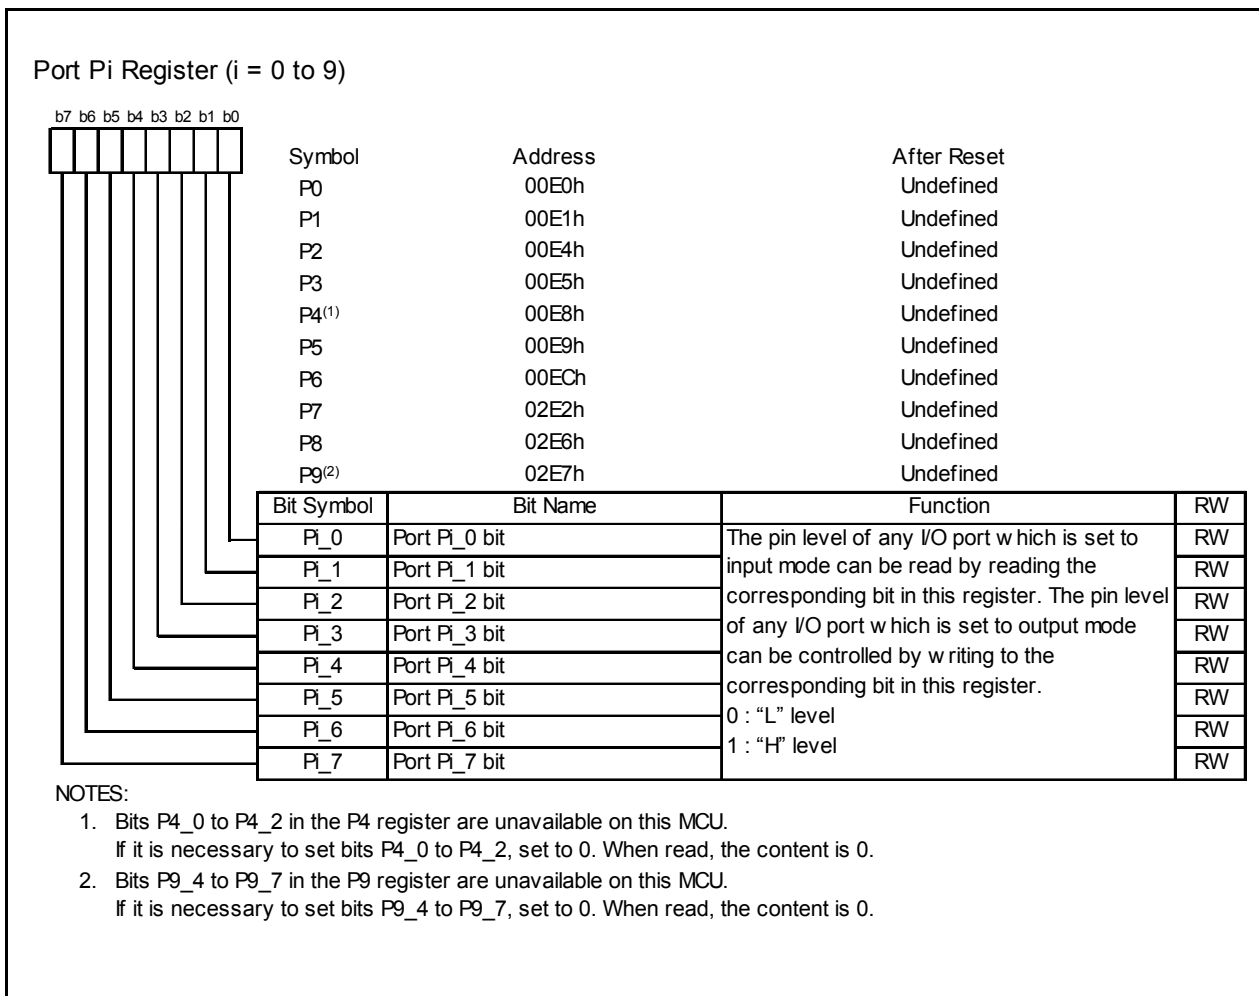 Port Pi Register (i = 0 to 9)
b7 b6 b5 b4 b3 b2 b1 b0
Symbol Address After Reset
P0 00E0h Undefined
P1 00E1h Undefined
P2 00E4h Undefined
P3 00E5h Undefined
P4(1) 00E8h Undefined
P5 00E9h Undefined
P6 00ECh Undefined
P7 02E2h Undefined
P8 02E6h Undefined
P9(2) 02E7h Undefined
Bit Symbol Bit Name Function RW
Pi_0 Port Pi_0 bit The pin level of any I/O port which is set to RW
Pi_1 Port Pi_1 bit input mode can be read by reading the RW
Pi_2 Port Pi_2 bit corresponding bit in this register. The pin level RW
Pi_3 Port Pi_3 bit of any I/O port which is set to output mode RW
Pi_4 Port Pi_4 bit can be controlled by writing to the RW
Pi_5 Port Pi_5 bit corresponding bit in this register. RW
Pi_6 Port Pi_6 bit 0 : “L” level RW
Pi_7 Port Pi_7 bit 1 : “H” level RW
NOTES:
1. Bits P4_0 to P4_2 in the P4 register are unavailable on this MCU.
If it is necessary to set bits P4_0 to P4_2, set to 0. When read, the content is 0.
2. Bits P9_4 to P9_7 in the P9 register are unavailable on this MCU.
If it is necessary to set bits P9_4 to P9_7, set to 0. When read, the content is 0.